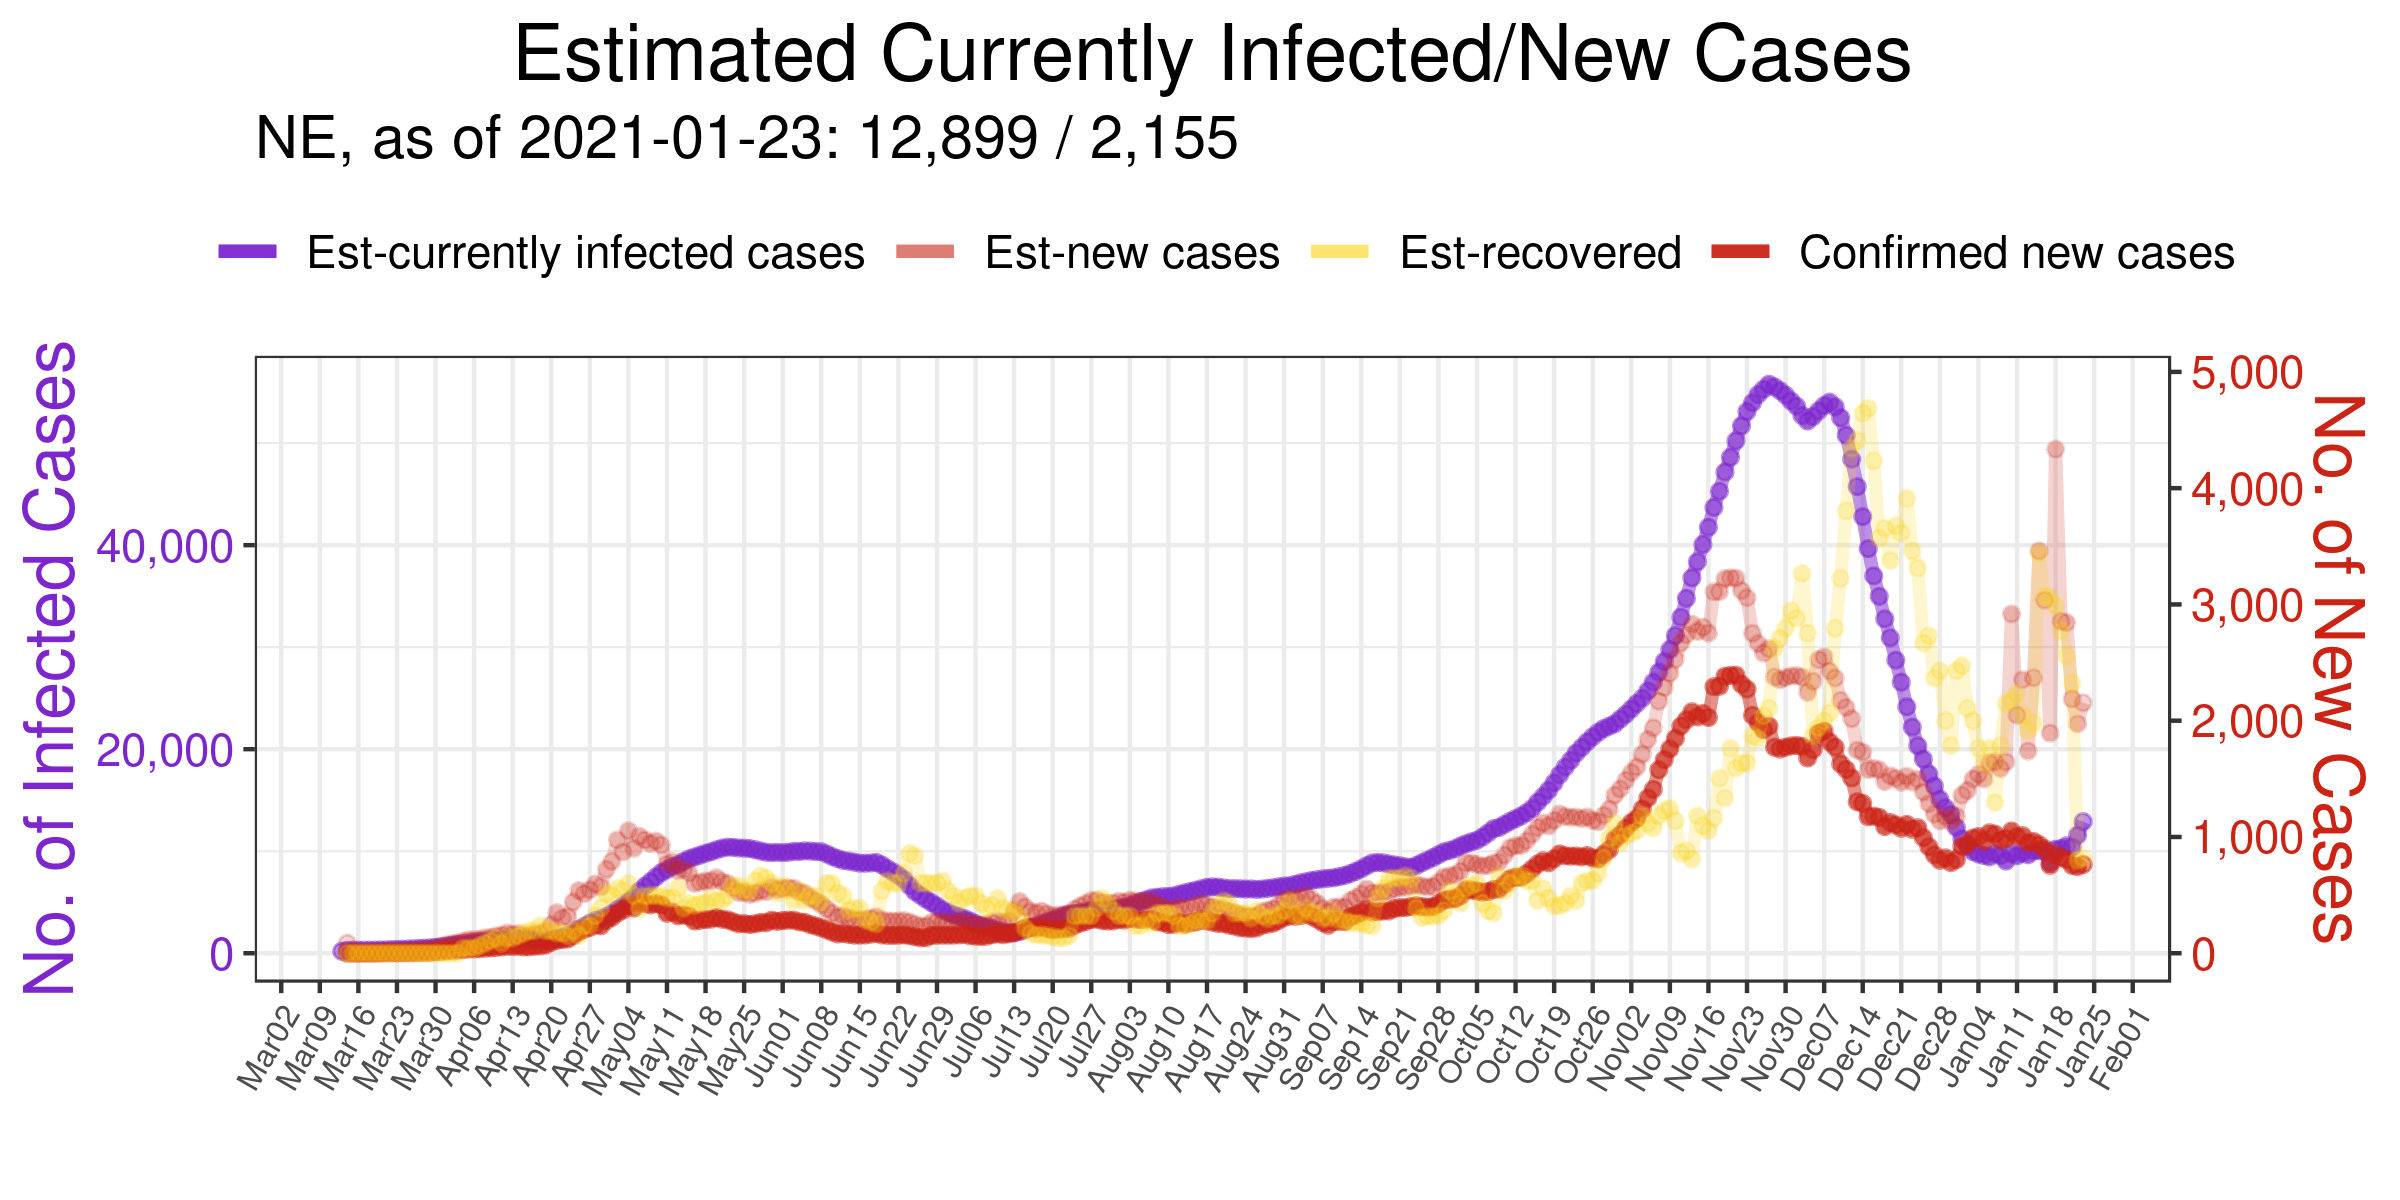 Estimated Currently Infected/New Cases
NE, as of 2021-01-23: 12,899 / 2,155
Est-currently infected cases Est-new cases Est-recovered Confirmed new cases
No. of Infected Cases
40,000
20,000
0
5,000
4,000
3,000
2,000
1,000
0
No. of New Cases
Mar02 Mar09 Mar16 Mar23 Mar30 Apr06 Apr13 Apr20 Apr27 May04 May11 May18 May25 Jun01 Jun08 Jun15 Jun22 Jun29 Jul06 Jul13 Jul20 Jul27 Aug03 Aug10 Aug17 Aug24 Aug31 Sep07 Sep14 Sep21 Sep28 Oct05 Oct12 Oct19 Oct26 Nov02 Nov09 Nov16 Nov23 Nov30 Dec07 Dec14 Dec21 Dec28 Jan04 Jan11 Jan18 Jan25 Feb01